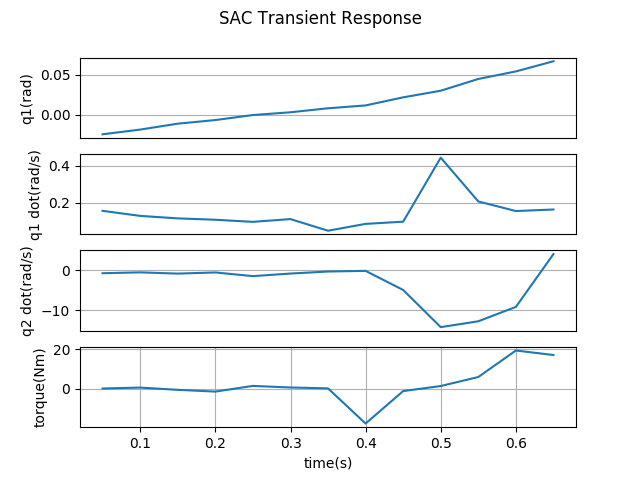 SAC Transient Response
q1(rad)
0.05
0.00
q1 dot(rad/s)
0.4
0.2
q2 dot(rad/s)
0
−10
torque(Nm)
20
0
0.1 0.2 0.3 0.4 0.5 0.6
time(s)